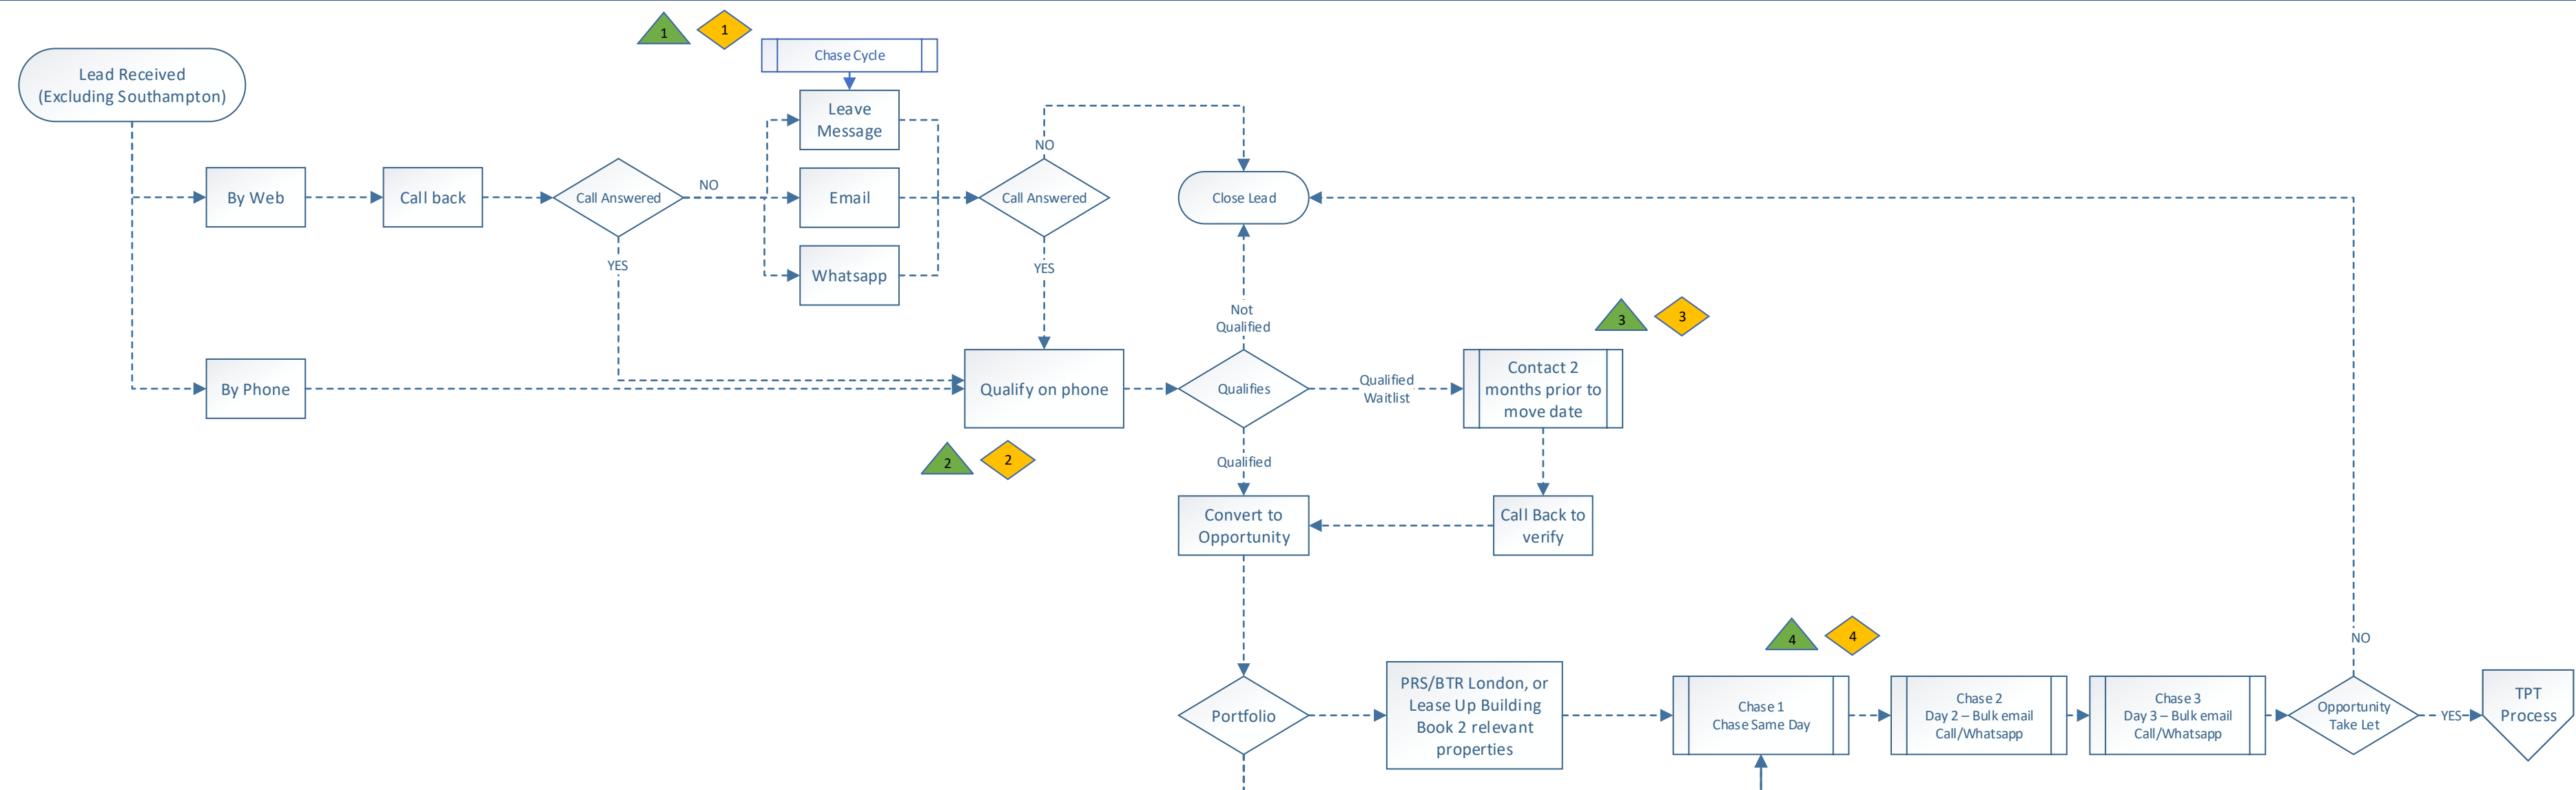 1
1
Chase Cycle
Lead Received
(Excluding Southampton)
Leave
Message
NO
By Web
Call back
Call Answered
NO
Email
Call Answered
Close Lead
YES
YES
Whatsapp
Not
Qualified
3
3
By Phone
Qualify on phone
Qualifies
Qualified
Waitlist
Contact 2
months prior to
move date
2
2
Qualified
Convert to
Opportunity
Call Back to
verify
4
4
NO
Portfolio
PRS/BTR London, or
Lease Up Building
Book 2 relevant
properties
Chase 1
Chase Same Day
Chase 2
Day 2 – Bulk email
Call/Whatsapp
Chase 3
Day 3 – Bulk email
Call/Whatsapp
Opportunity
Take Let
YES
TPT
Process